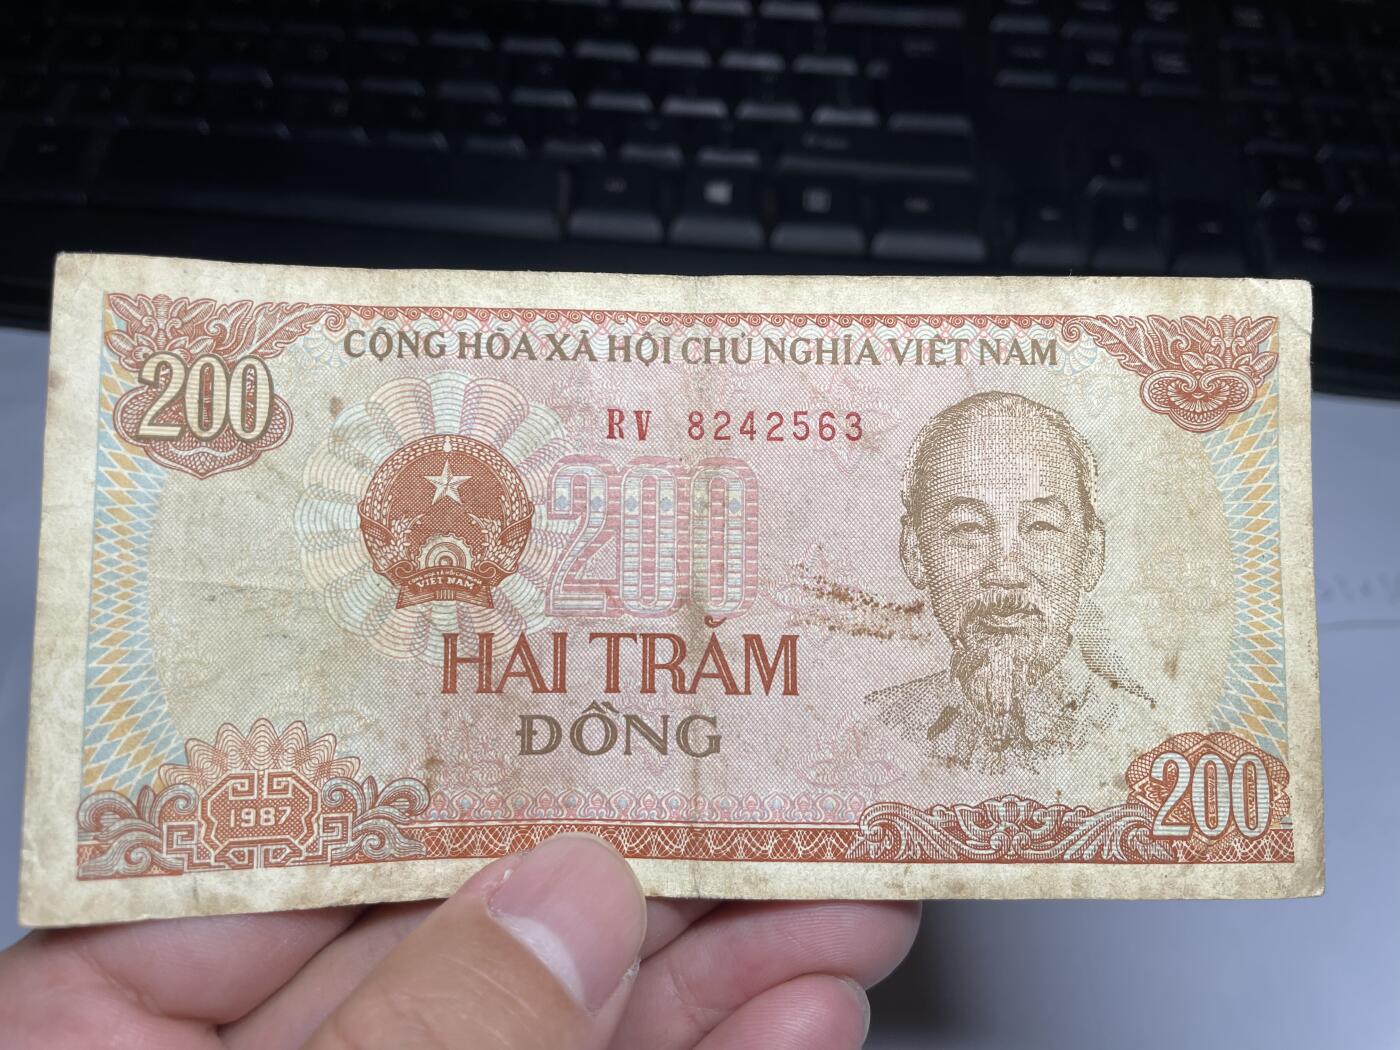 CỘNG HÒA XÃ HỘI CHỦ NGHĨA VIỆT NAM
200
RV 8242563
200
VIỆT NAM
HAI TRĂM
ĐỒNG
1987
200